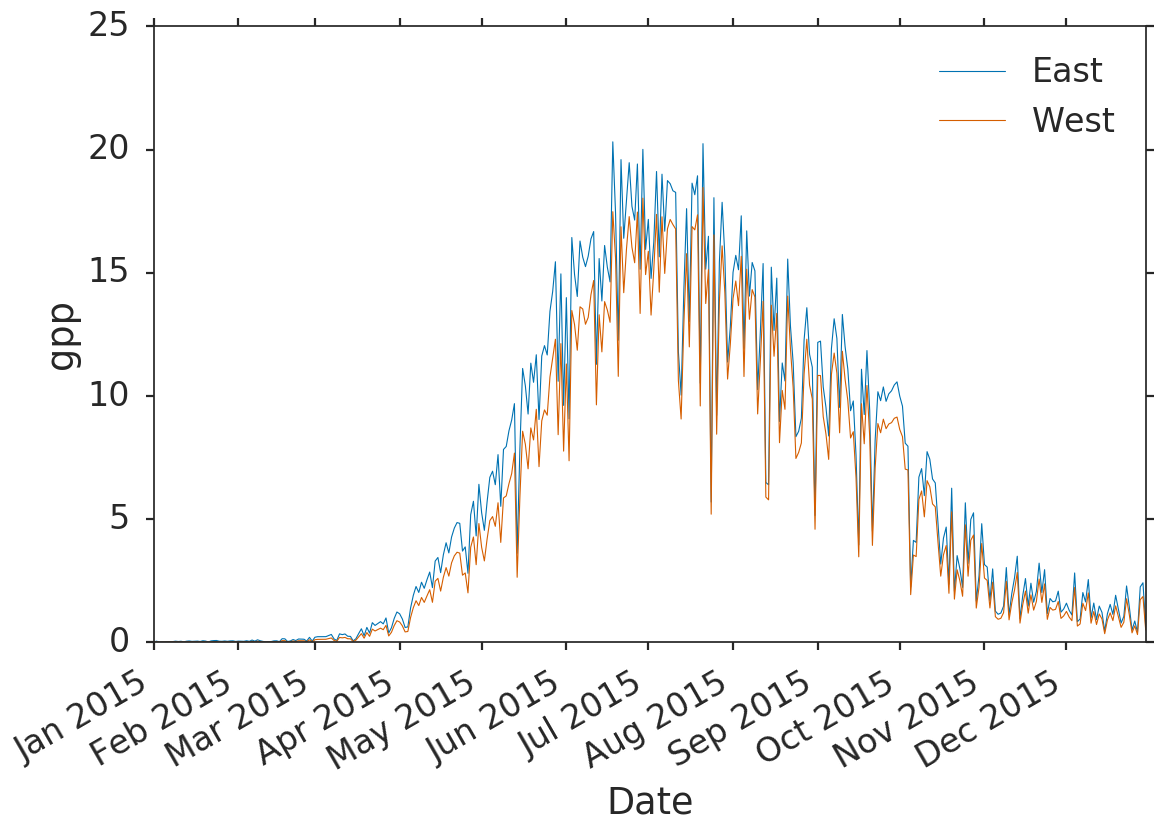 25
20
15
10
5
0
gpp
East
West
Jan 2015
Feb 2015
Mar 2015
Apr 2015
May 2015
Jun 2015
Jul 2015
Aug 2015
Sep 2015
Oct 2015
Nov 2015
Dec 2015
Date